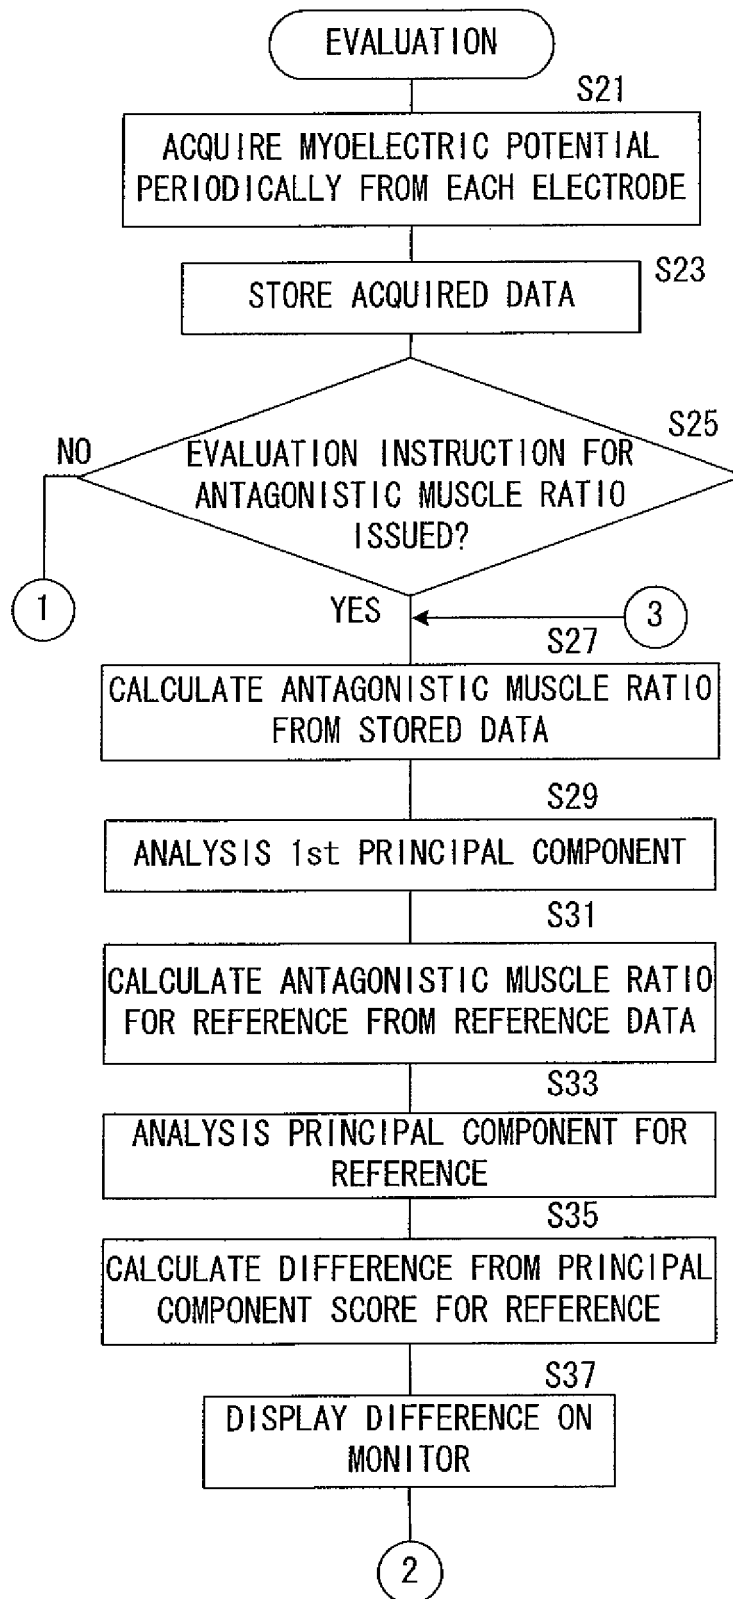 EVALUATION
S21
ACQUIRE MYOELECTRIC POTENTIAL
PERIODICALLY FROM EACH ELECTRODE
S23
STORE ACQUIRED DATA
S25
NO
EVALUATION INSTRUCTION FOR
ANTAGONISTIC MUSCLE RATIO
ISSUED?
1
YES
3
S27
CALCULATE ANTAGONISTIC MUSCLE RATIO
FROM STORED DATA
S29
ANALYSIS 1st PRINCIPAL COMPONENT
S31
CALCULATE ANTAGONISTIC MUSCLE RATIO
FOR REFERENCE FROM REFERENCE DATA
S33
ANALYSIS PRINCIPAL COMPONENT FOR
REFERENCE
S35
CALCULATE DIFFERENCE FROM PRINCIPAL
COMPONENT SCORE FOR REFERENCE
S37
DISPLAY DIFFERENCE ON
MONITOR
2